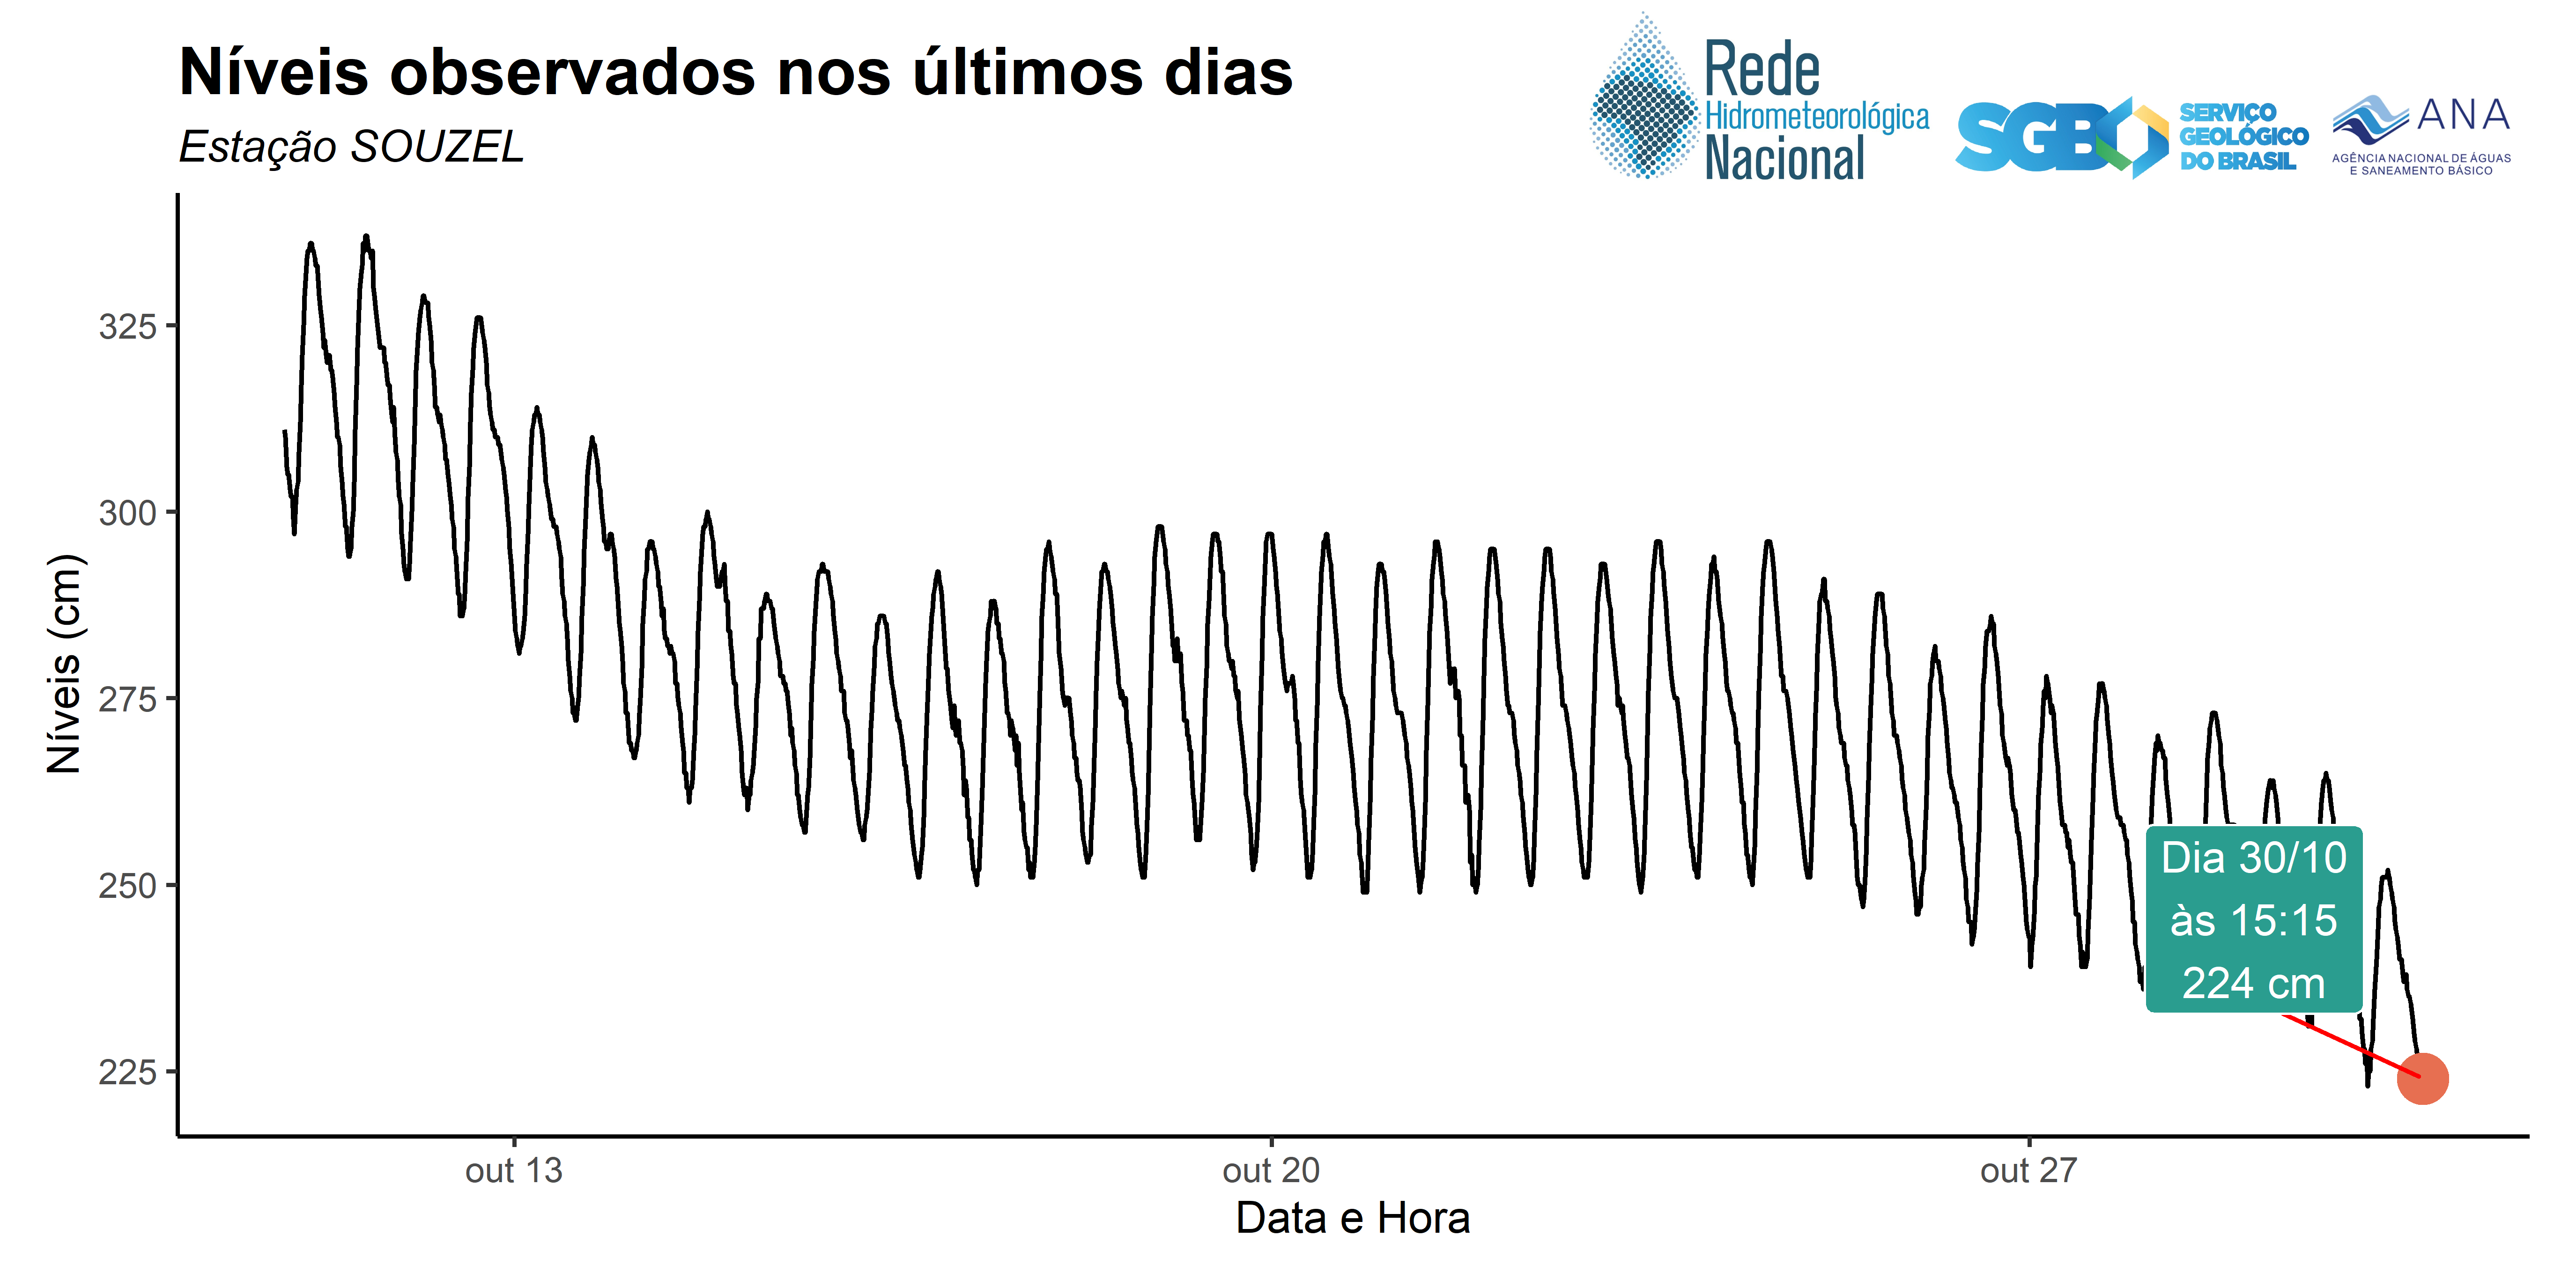 Níveis observados nos últimos dias
Estação SOUZEL
Rede
Hidrometeorológica
Nacional
SGB
SERVIÇO
GEOLÓGICO
DO BRASIL
ANA
AGÊNCIA NACIONAL DE ÁGUAS
E SANEAMENTO BÁSICO
Níveis (cm)
325
300
275
250
225
Dia 30/10
às 15:15
224 cm
out 13
out 20
out 27
Data e Hora